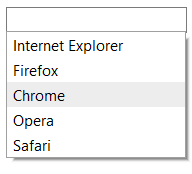 Internet Explorer
Firefox
Chrome
Opera
Safari